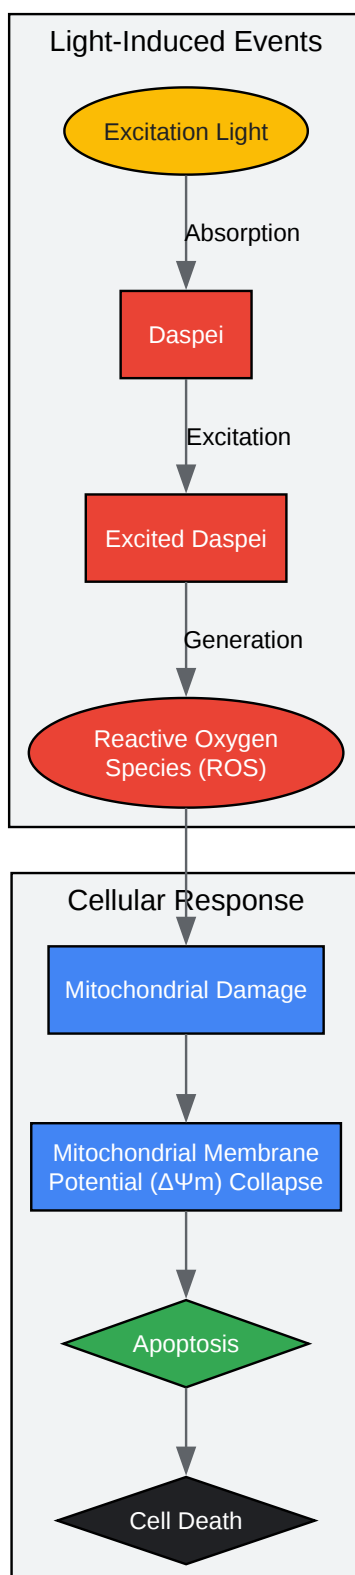 Light-Induced Events
Excitation Light
Absorption
Daspei
Excitation
Excited Daspei
Generation
Reactive Oxygen
Species (ROS)
Cellular Response
Mitochondrial Damage
Mitochondrial Membrane
Potential (ΔΨm) Collapse
Apoptosis
Cell Death